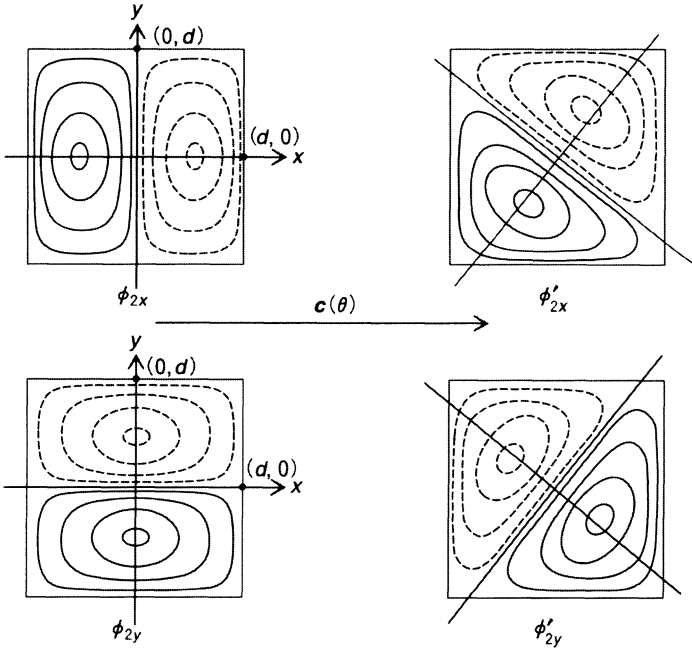 y
(0, d)
(d, 0)
x
ϕ₂ₓ
ϕ′₂ₓ
c(θ)
y
(0, d)
(d, 0)
x
ϕ₂y
ϕ′₂y